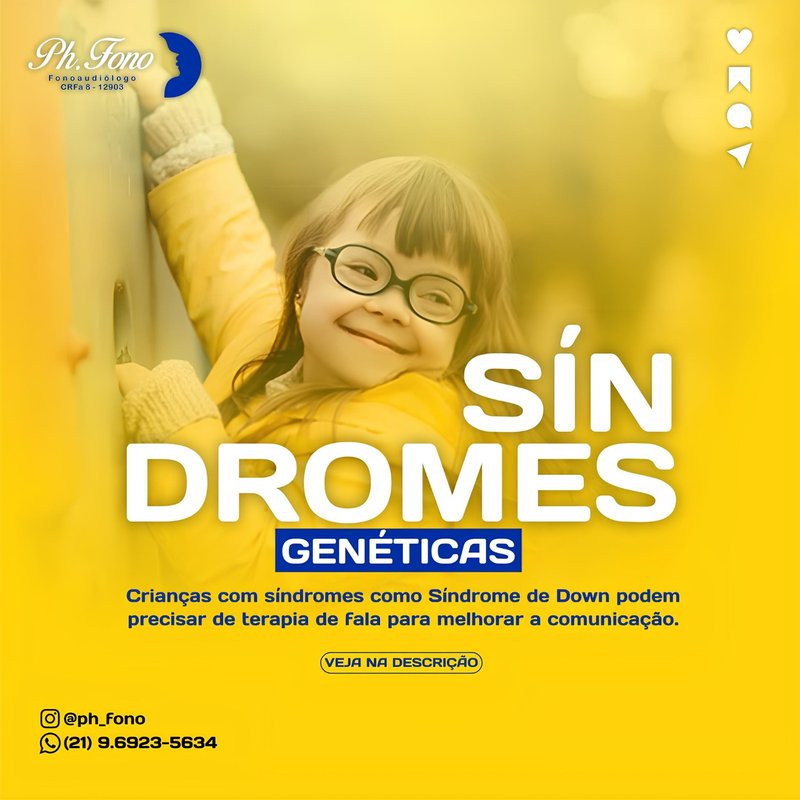 Ph. Fono
Fonoaudiólogo
CRFa 8 - 12903
SÍN
DROMES
GENÉTICAS
Crianças com síndromes como Síndrome de Down podem
precisar de terapia de fala para melhorar a comunicação.
VEJA NA DESCRIÇÃO
@ph_fono
(21) 9.6923-5634